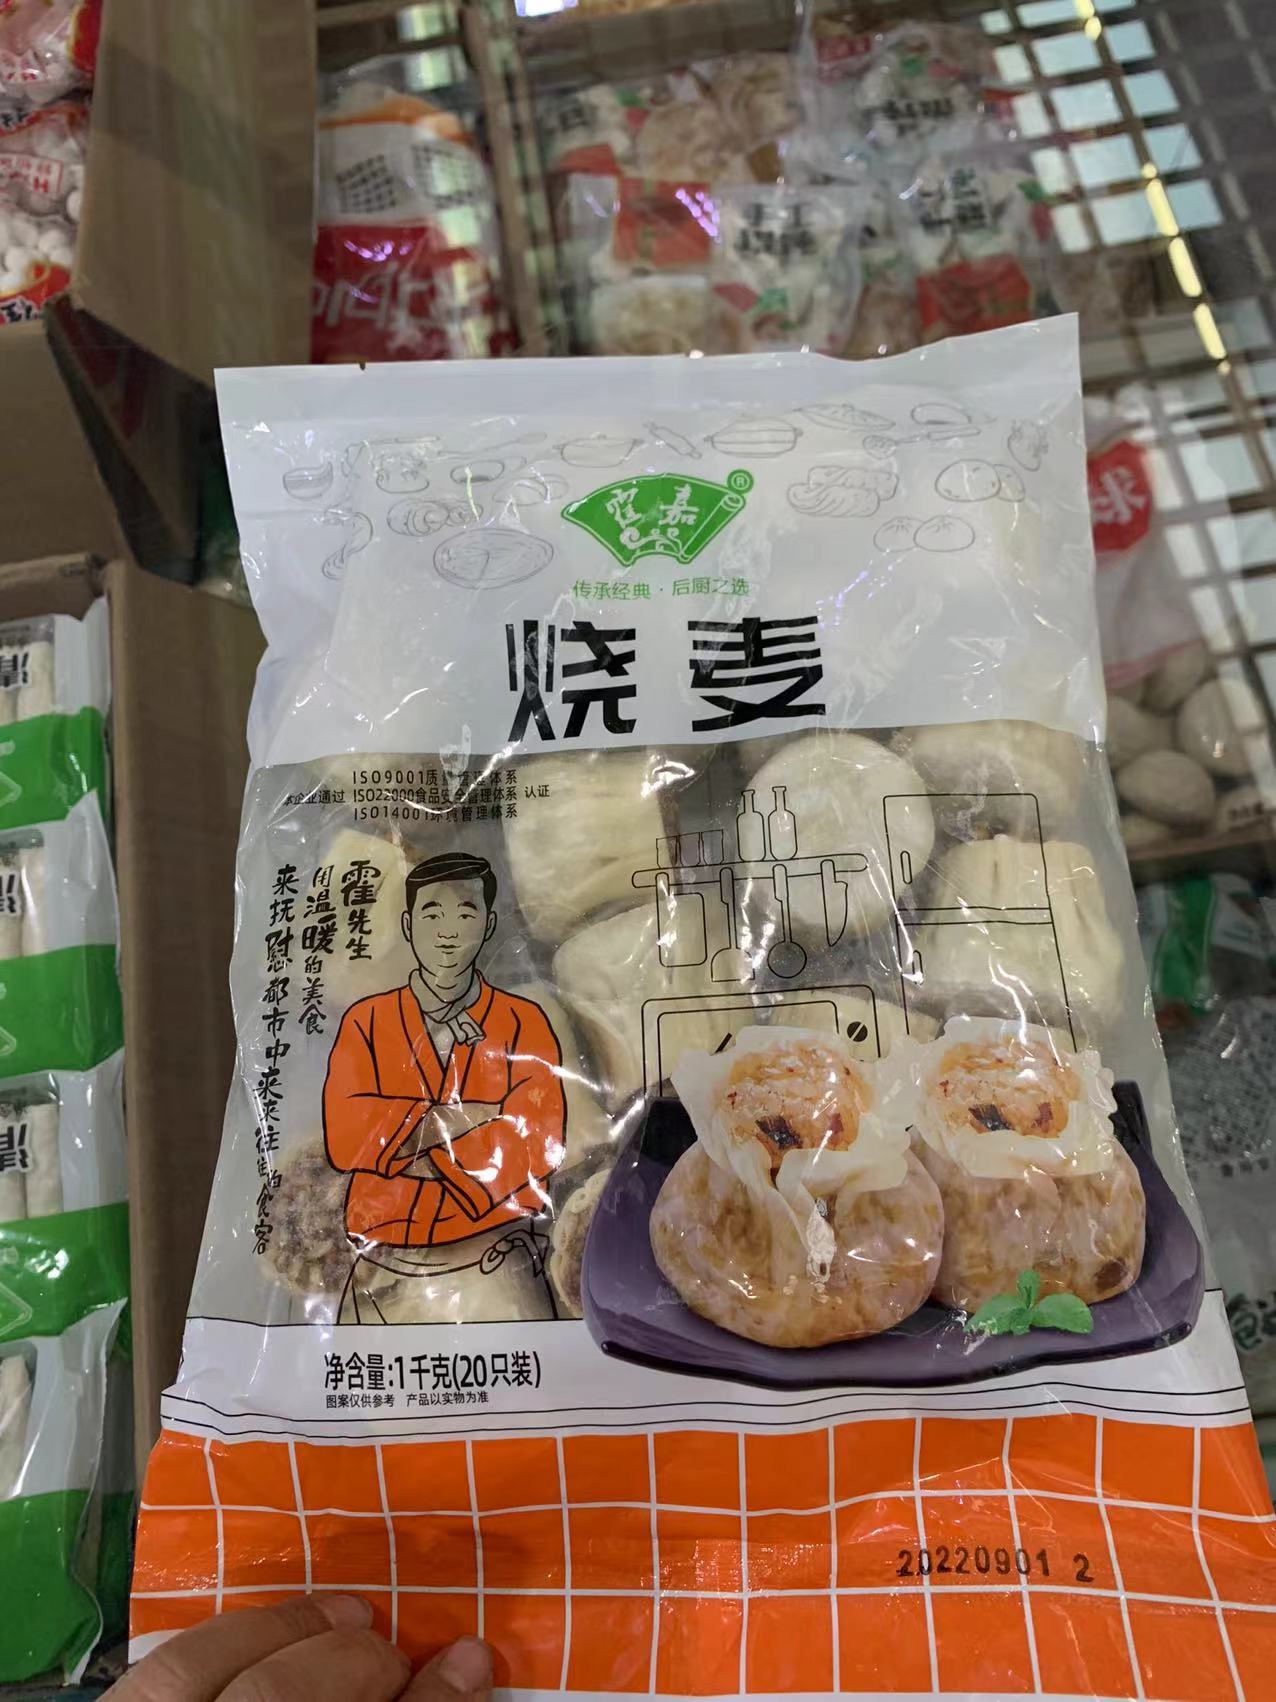 霍嘉®
传承经典·后厨之选
烧麦
ISO9001质量管理体系
本企业通过 ISO22000食品安全管理体系 认证
ISO14001环境管理体系
霍先生
用温暖的美食
来抚慰都市中来来往往的食客
净含量:1千克(20只装)
图案仅供参考 产品以实物为准
20220901 2